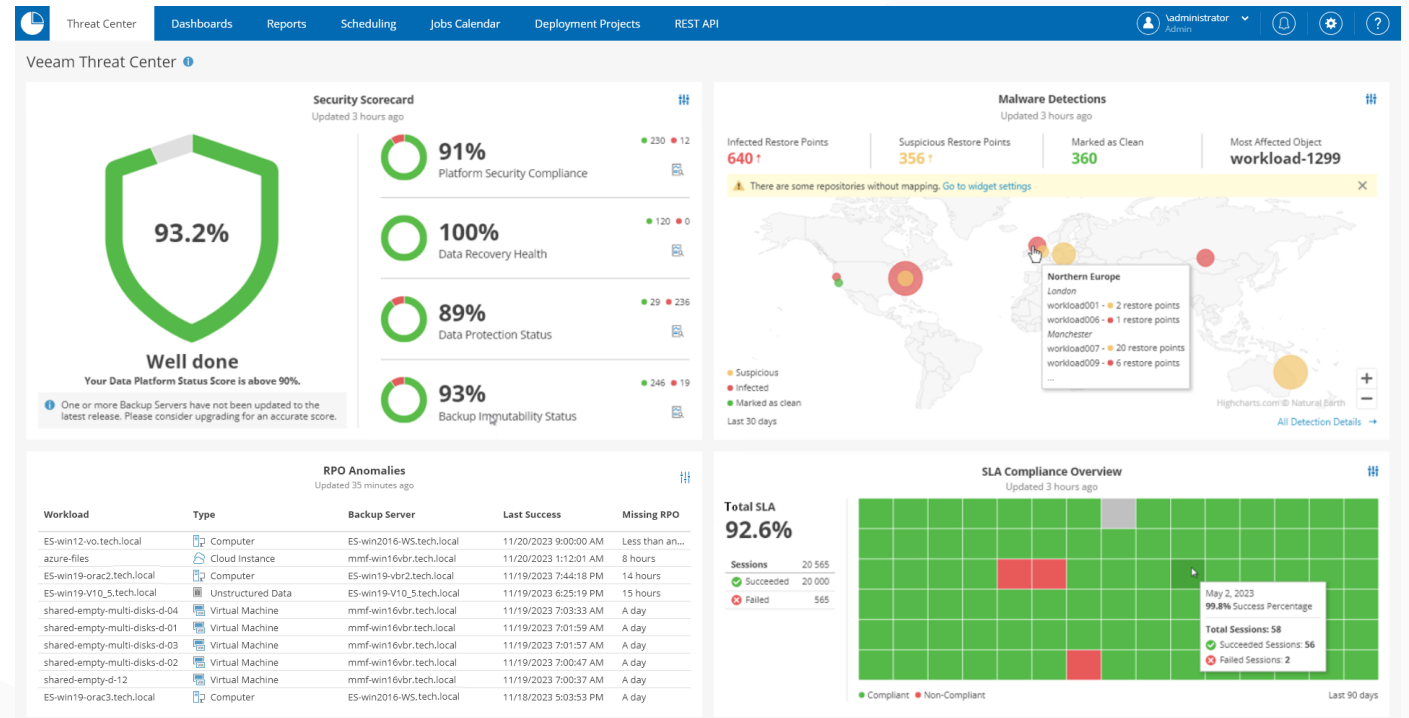 Threat Center Dashboards Reports Scheduling Jobs Calendar Deployment Projects REST API \administrator
Admin
?
Veeam Threat Center
Security Scorecard
Updated 3 hours ago
93.2%
Well done
Your Data Platform Status Score is above 90%.
One or more Backup Servers have not been updated to the
latest release. Please consider upgrading for an accurate score.
230 12
91%
Platform Security Compliance
120 0
100%
Data Recovery Health
29 236
89%
Data Protection Status
246 19
93%
Backup Immutability Status
Malware Detections
Updated 3 hours ago
Infected Restore Points Suspicious Restore Points Marked as Clean Most Affected Object
640↑ 356↑ 360 workload-1299
There are some repositories without mapping. Go to widget settings
Northern Europe
London
workload001 - 2 restore points
workload006 - 1 restore points
Manchester
workload007 - 20 restore points
workload009 - 6 restore points
...
Suspicious
Infected
Marked as clean
+
−
Highcharts.com © Natural Earth
Last 30 days All Detection Details →
RPO Anomalies
Updated 35 minutes ago
Workload Type Backup Server Last Success Missing RPO
ES-win12-vo.tech.local Computer ES-win2016-WS.tech.local 11/20/2023 9:00:00 AM Less than an...
azure-files Cloud Instance mmf-win16vbr.tech.local 11/20/2023 1:12:01 AM 8 hours
ES-win19-orac2.tech.local Computer ES-win19-vbr2.tech.local 11/19/2023 7:44:18 PM 14 hours
ES-win19-V10_5.tech.local Unstructured Data ES-win19-V10_5.tech.local 11/19/2023 6:25:19 PM 15 hours
shared-empty-multi-disks-d-04 Virtual Machine mmf-win16vbr.tech.local 11/19/2023 7:03:33 AM A day
shared-empty-multi-disks-d-01 Virtual Machine mmf-win16vbr.tech.local 11/19/2023 7:01:59 AM A day
shared-empty-multi-disks-d-03 Virtual Machine mmf-win16vbr.tech.local 11/19/2023 7:01:57 AM A day
shared-empty-multi-disks-d-02 Virtual Machine mmf-win16vbr.tech.local 11/19/2023 7:00:47 AM A day
shared-empty-d-12 Virtual Machine mmf-win16vbr.tech.local 11/19/2023 7:00:37 AM A day
ES-win19-orac3.tech.local Computer ES-win2016-WS.tech.local 11/18/2023 5:03:53 PM A day
SLA Compliance Overview
Updated 3 hours ago
Total SLA
92.6%
Sessions 20 565
Succeeded 20 000
Failed 565
May 2, 2023
99.8% Success Percentage
Total Sessions: 58
Succeeded Sessions: 56
Failed Sessions: 2
Compliant Non-Compliant Last 90 days